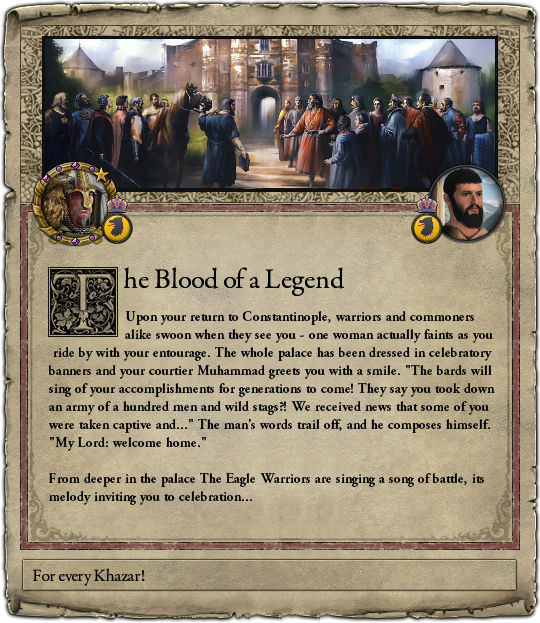 The Blood of a Legend
Upon your return to Constantinople, warriors and commoners
alike swoon when they see you - one woman actually faints as you
ride by with your entourage. The whole palace has been dressed in celebratory
banners and your courtier Muhammad greets you with a smile. "The bards will
sing of your accomplishments for generations to come! They say you took down
an army of a hundred men and wild stags?! We received news that some of you
were taken captive and..." The man's words trail off, and he composes himself.
"My Lord: welcome home."
From deeper in the palace The Eagle Warriors are singing a song of battle, its
melody inviting you to celebration...
For every Khazar!